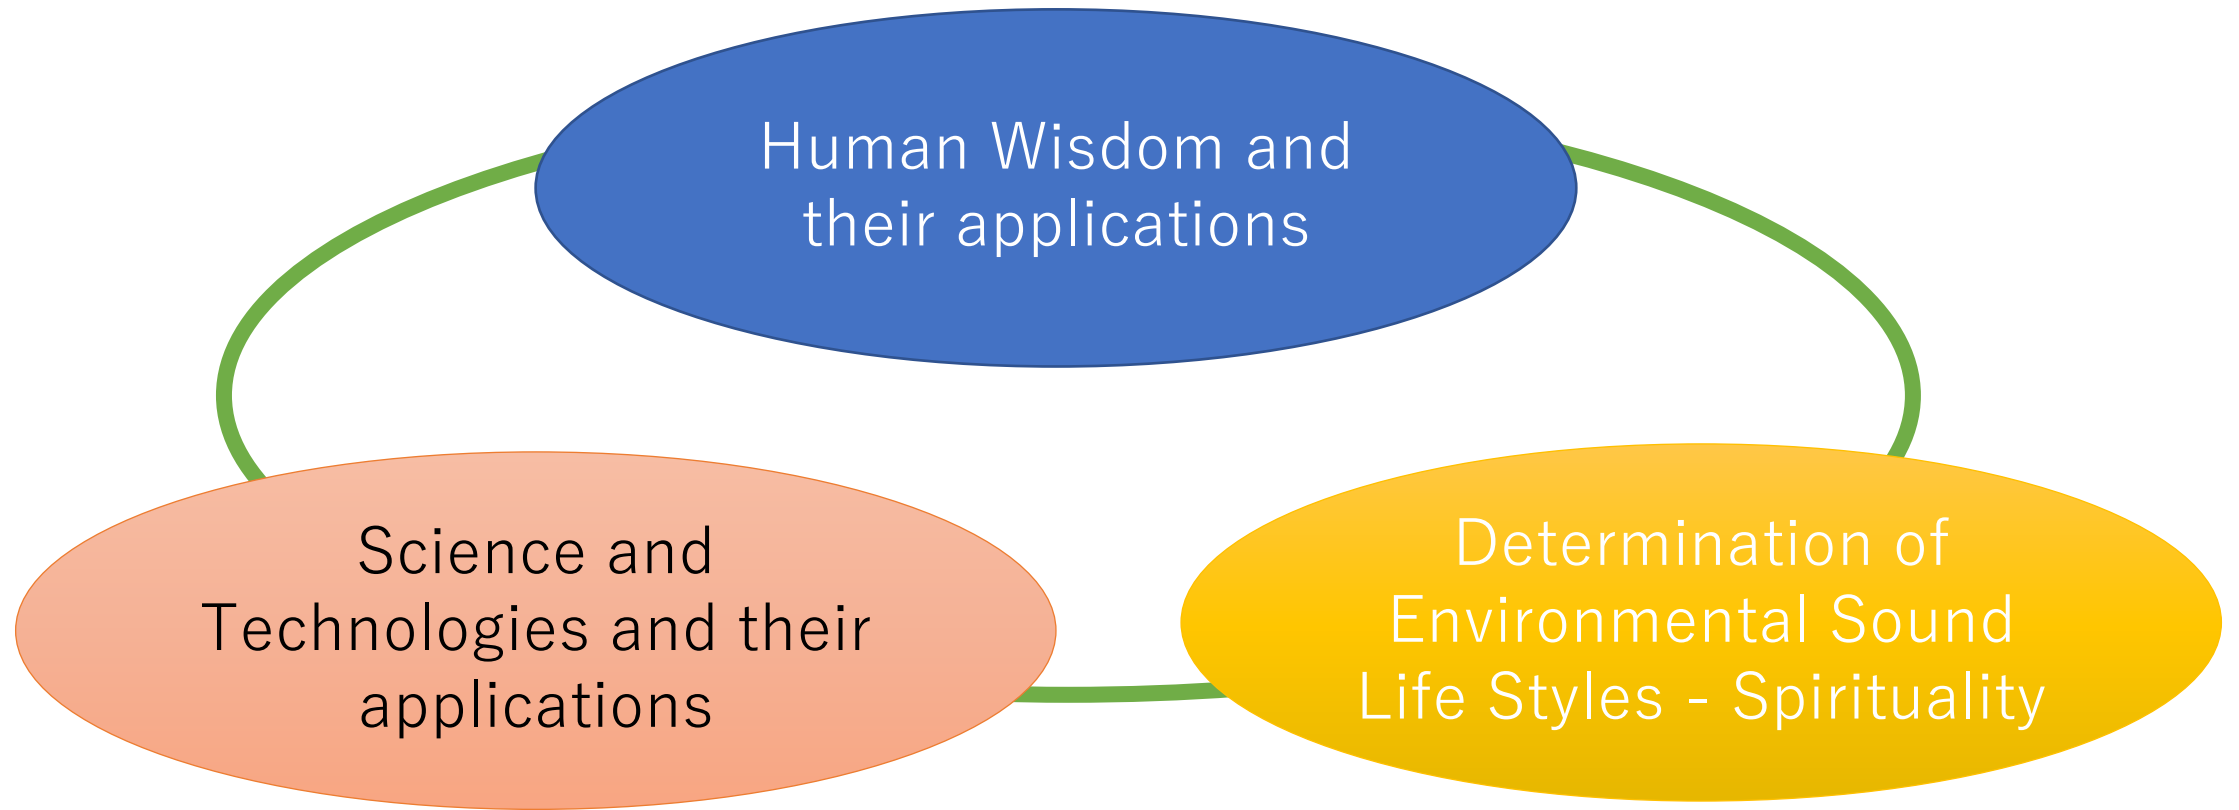 Human Wisdom and
their applications
Science and
Technologies and their
applications
Determination of
Environmental Sound
Life Styles - Spirituality